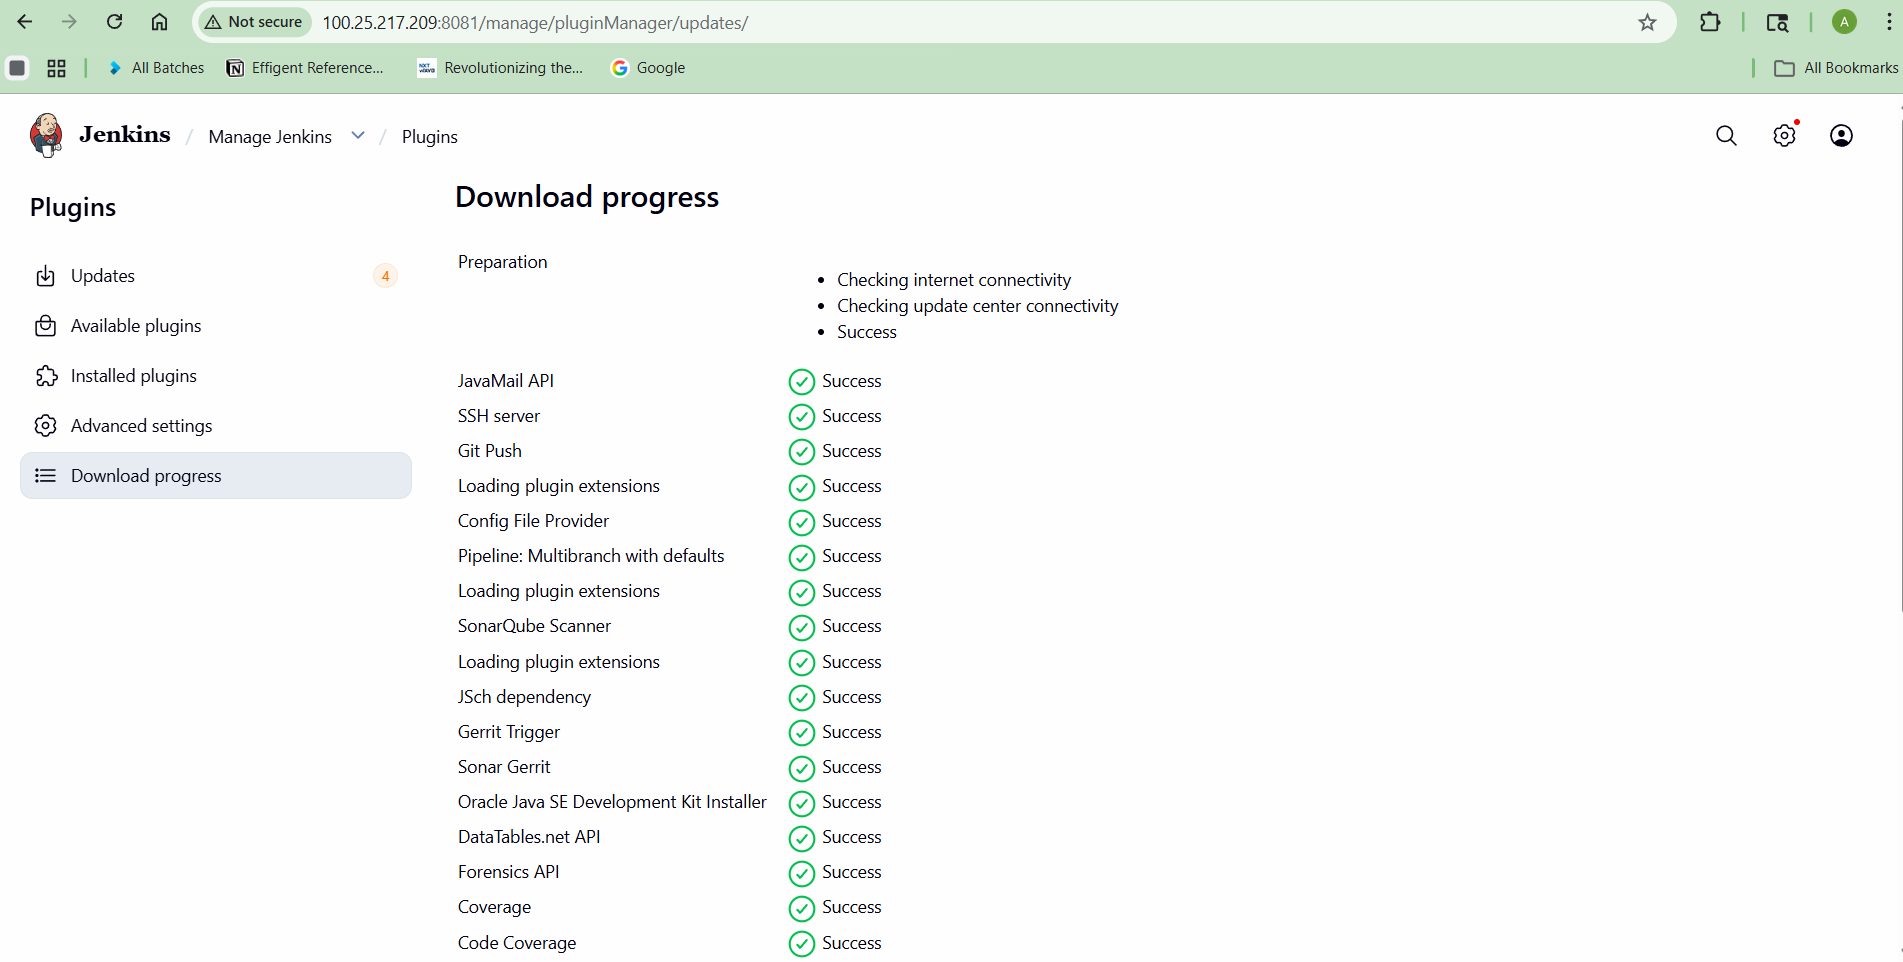 Not secure 100.25.217.209:8081/manage/pluginManager/updates/ A
All Batches Effigent Reference... NXT WAVE Revolutionizing the... Google All Bookmarks
Jenkins / Manage Jenkins / Plugins
Plugins
Updates 4
Available plugins
Installed plugins
Advanced settings
Download progress
Download progress
Preparation
• Checking internet connectivity
• Checking update center connectivity
• Success
JavaMail API Success
SSH server Success
Git Push Success
Loading plugin extensions Success
Config File Provider Success
Pipeline: Multibranch with defaults Success
Loading plugin extensions Success
SonarQube Scanner Success
Loading plugin extensions Success
JSch dependency Success
Gerrit Trigger Success
Sonar Gerrit Success
Oracle Java SE Development Kit Installer Success
DataTables.net API Success
Forensics API Success
Coverage Success
Code Coverage Success